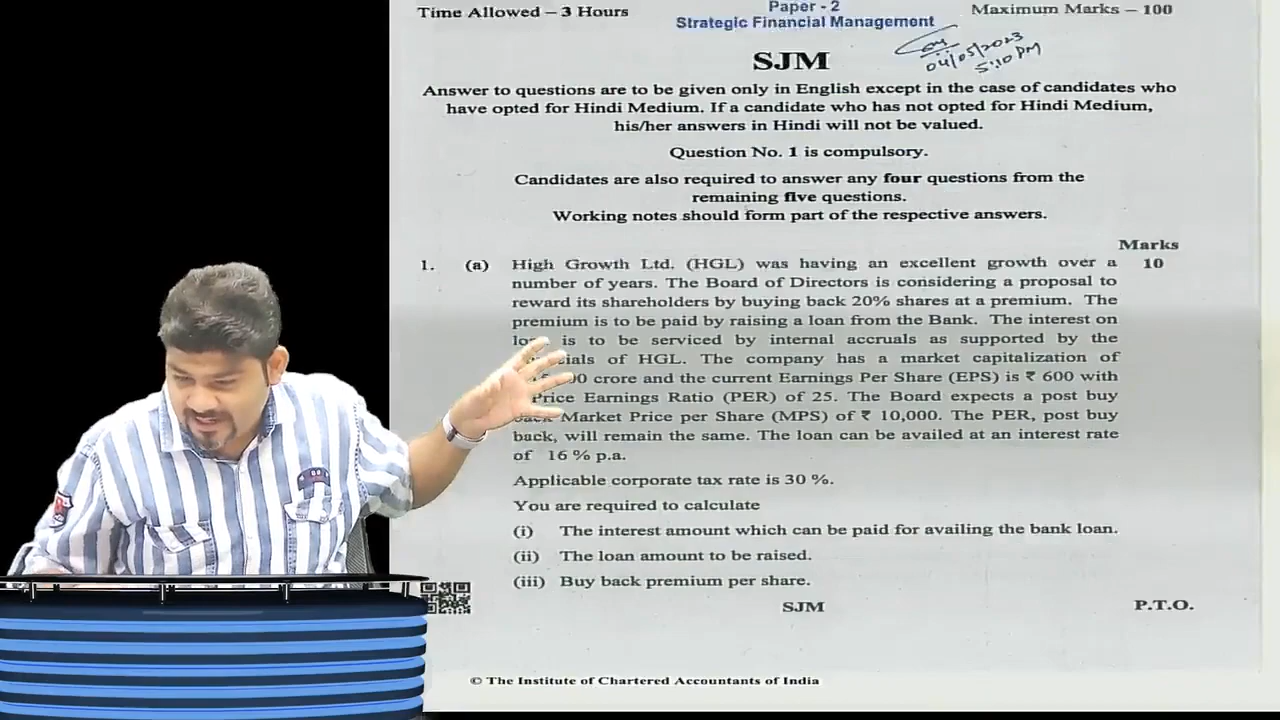 Time Allowed – 3 Hours
Paper - 2
Strategic Financial Management
Maximum Marks – 100
04/05/2023
5:10 PM
SJM
Answer to questions are to be given only in English except in the case of candidates who
have opted for Hindi Medium. If a candidate who has not opted for Hindi Medium,
his/her answers in Hindi will not be valued.
Question No. 1 is compulsory.
Candidates are also required to answer any four questions from the
remaining five questions.
Working notes should form part of the respective answers.
Marks
1. (a) High Growth Ltd. (HGL) was having an excellent growth over a 10
number of years. The Board of Directors is considering a proposal to
reward its shareholders by buying back 20% shares at a premium. The
premium is to be paid by raising a loan from the Bank. The interest on
is to be serviced by internal accruals as supported by the
of HGL. The company has a market capitalization of
crore and the current Earnings Per Share (EPS) is ₹ 600 with
Price Earnings Ratio (PER) of 25. The Board expects a post buy
Market Price per Share (MPS) of ₹ 10,000. The PER, post buy
back, will remain the same. The loan can be availed at an interest rate
of 16 % p.a.
Applicable corporate tax rate is 30 %.
You are required to calculate
(i) The interest amount which can be paid for availing the bank loan.
(ii) The loan amount to be raised.
(iii) Buy back premium per share.
SJM
P.T.O.
© The Institute of Chartered Accountants of India